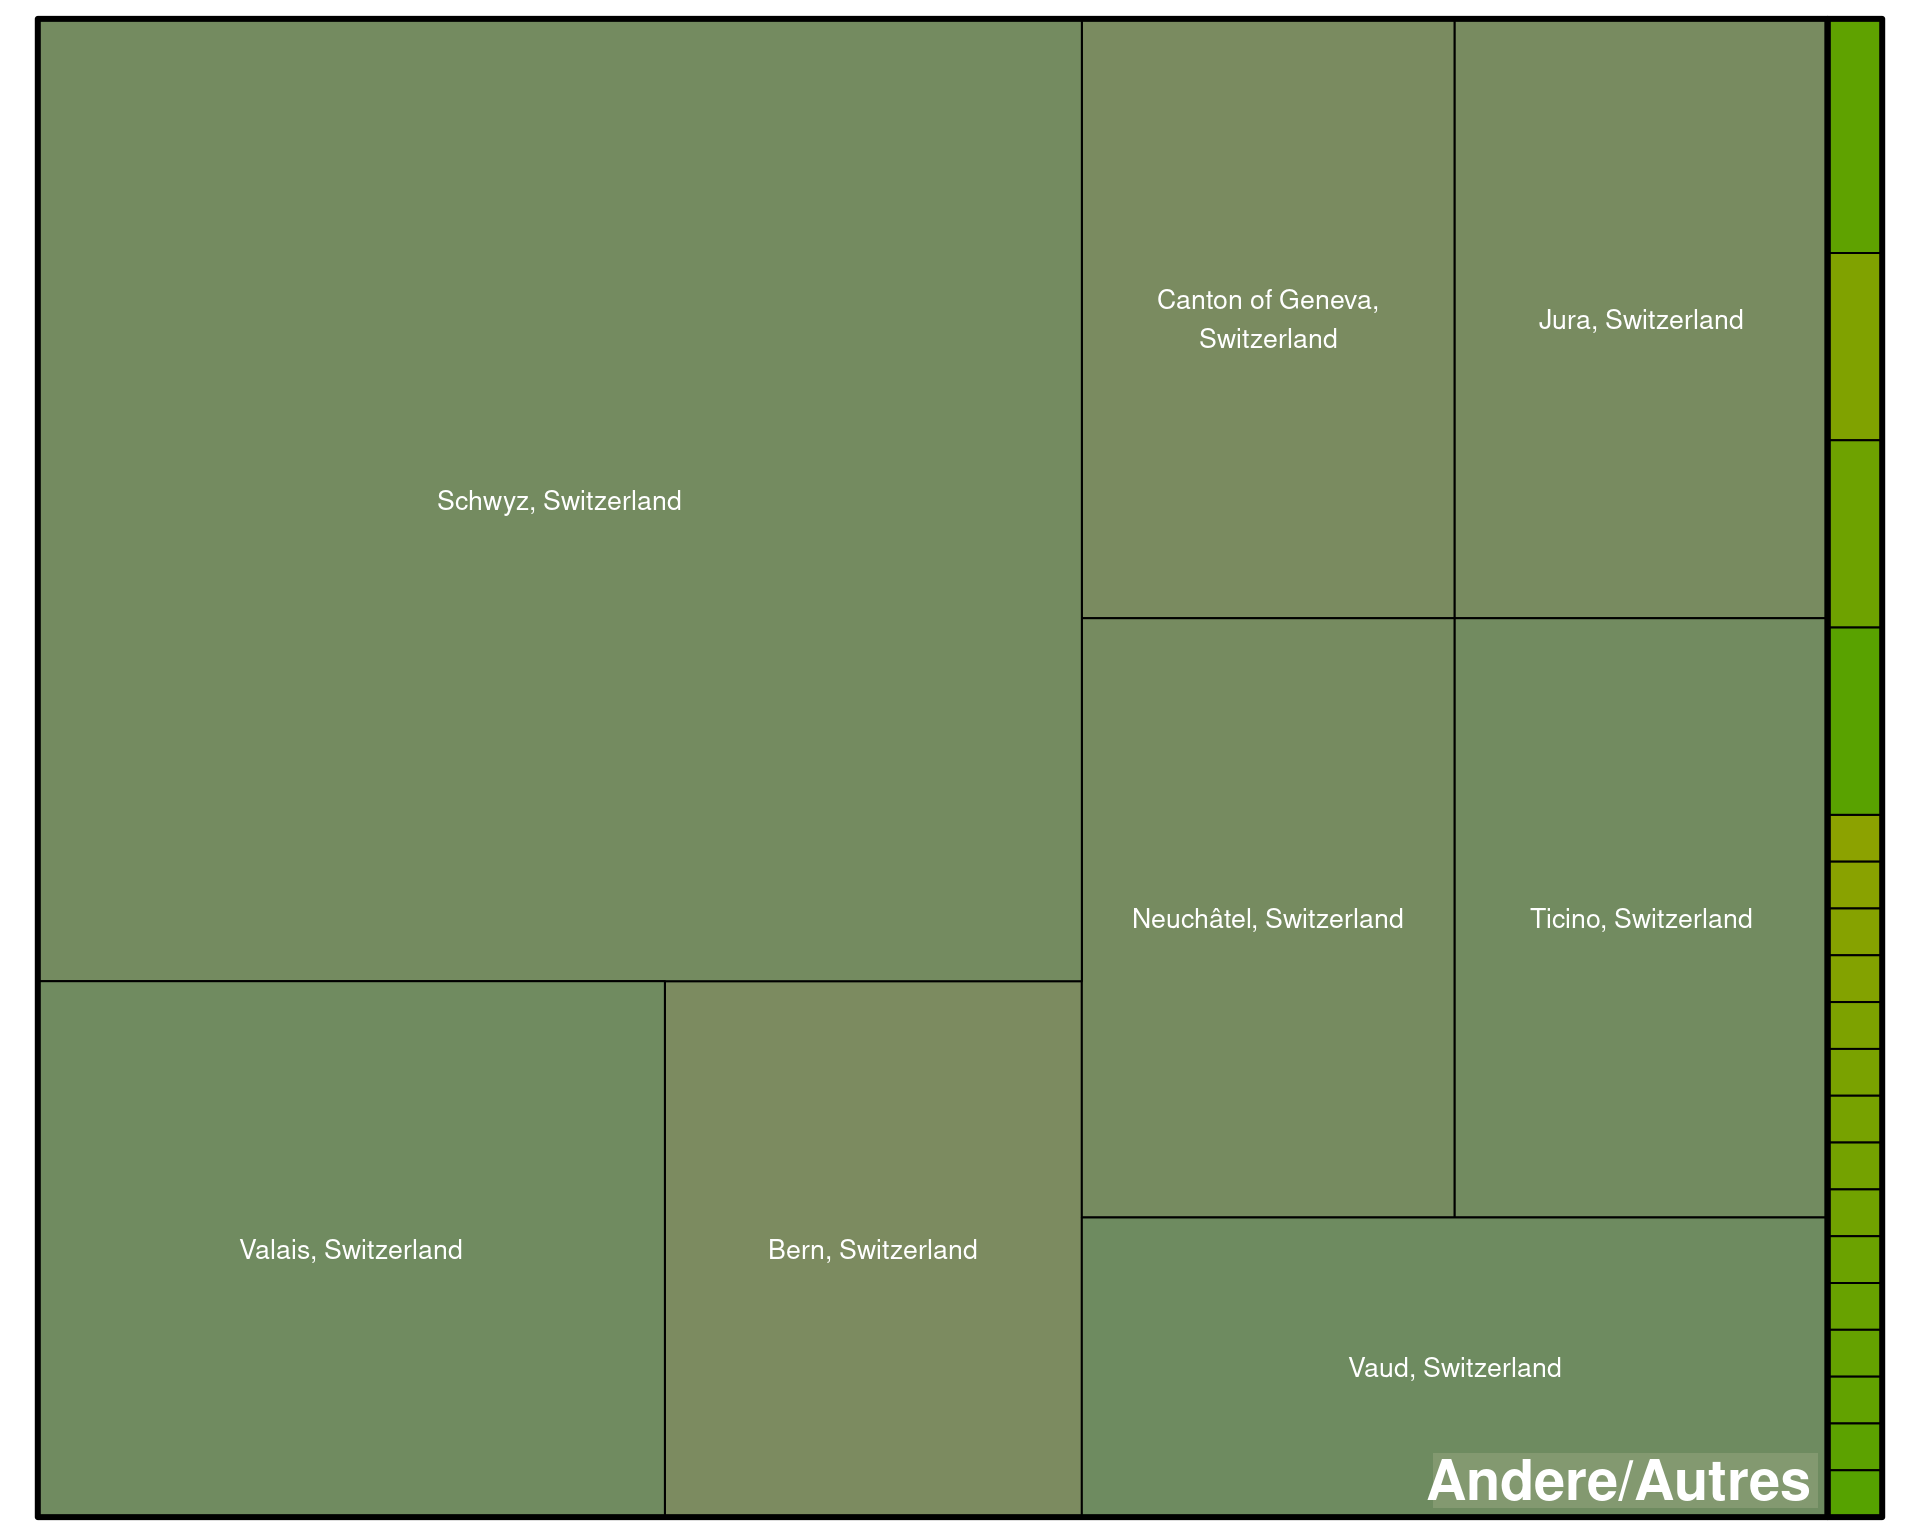 Canton of Geneva,
Switzerland
Jura, Switzerland
Schwyz, Switzerland
Neuchâtel, Switzerland
Ticino, Switzerland
Valais, Switzerland
Bern, Switzerland
Vaud, Switzerland
Andere/Autres